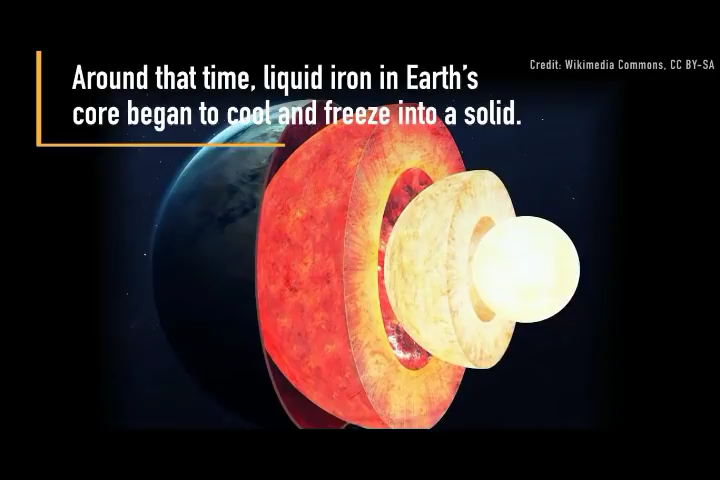 Credit: Wikimedia Commons, CC BY-SA
Around that time, liquid iron in Earth’s
core began to cool and freeze into a solid.